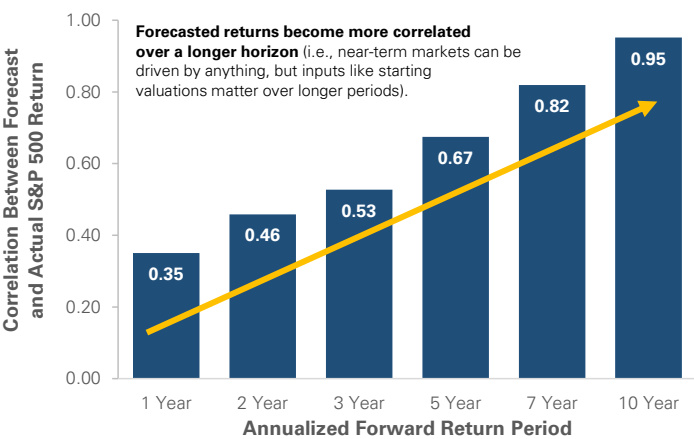 Correlation Between Forecast
and Actual S&P 500 Return
1.00
0.80
0.60
0.40
0.20
0.00
Forecasted returns become more correlated
over a longer horizon (i.e., near-term markets can be
driven by anything, but inputs like starting
valuations matter over longer periods).
0.35
0.46
0.53
0.67
0.82
0.95
1 Year
2 Year
3 Year
5 Year
7 Year
10 Year
Annualized Forward Return Period